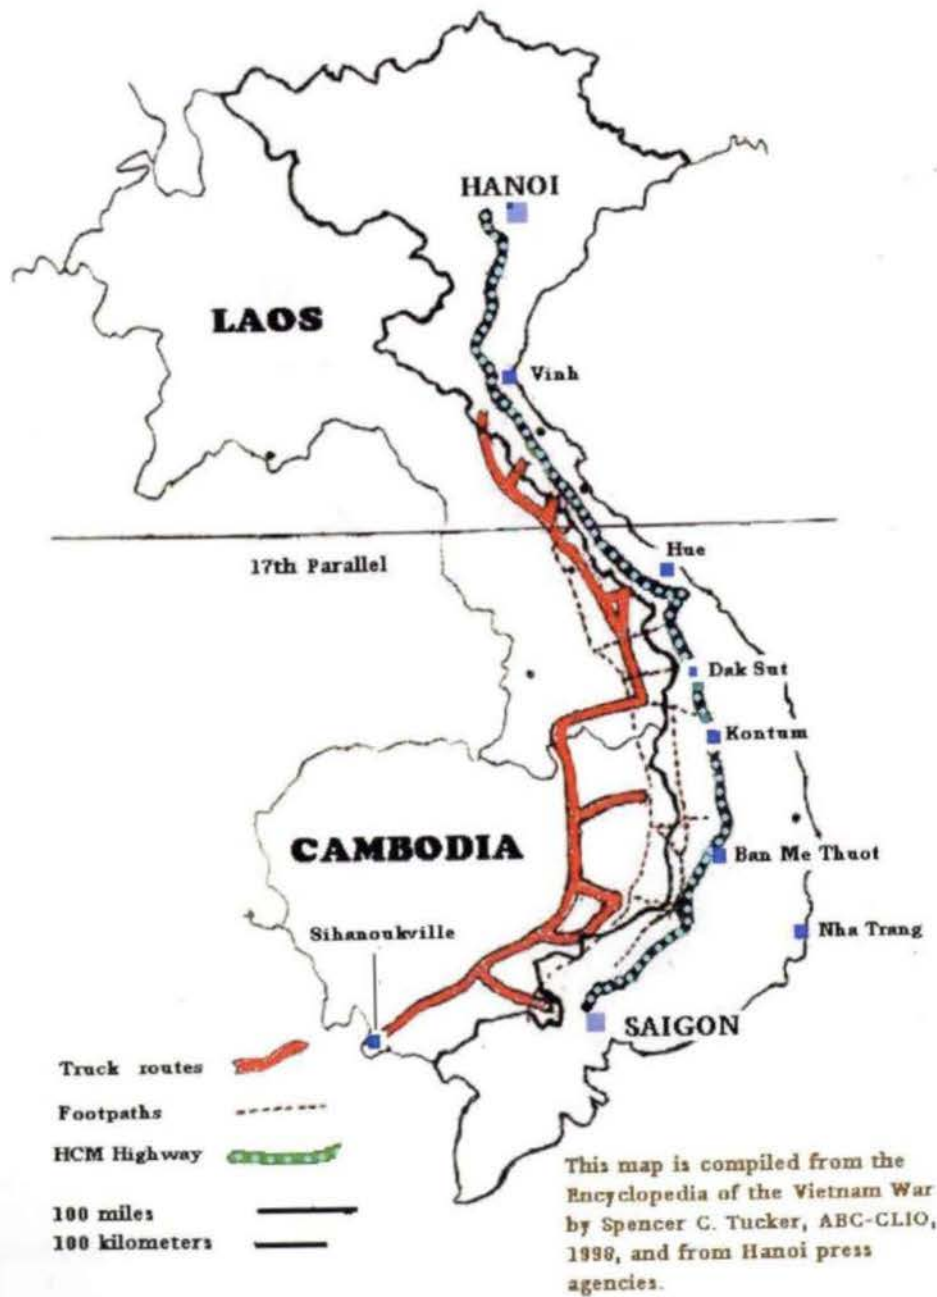 HANOI
LAOS
Vinh
17th Parallel
Hue
Dak Sut
Kontum
CAMBODIA
Ban Me Thuot
Sihanoukville
Nha Trang
SAIGON
Truck routes
Footpaths
HCM Highway
100 miles
100 kilometers
This map is compiled from the
Encyclopedia of the Vietnam War
by Spencer C. Tucker, ABC-CLIO,
1998, and from Hanoi press
agencies.